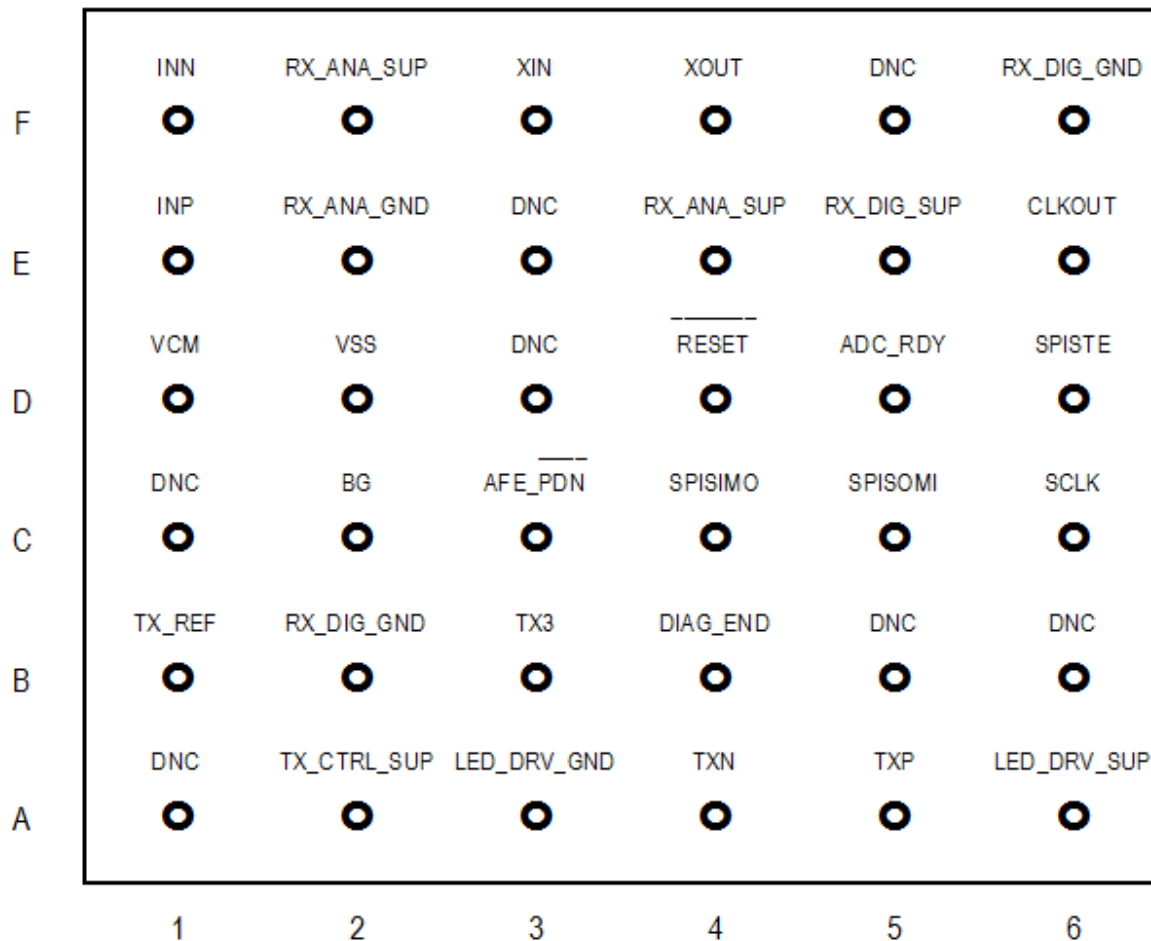 INN RX_ANA_SUP XIN XOUT DNC RX_DIG_GND
F
INP RX_ANA_GND DNC RX_ANA_SUP RX_DIG_SUP CLKOUT
E
VCM VSS DNC RESET ADC_RDY SPISTE
D
DNC BG AFE_PDN SPISIMO SPISOMI SCLK
C
TX_REF RX_DIG_GND TX3 DIAG_END DNC DNC
B
DNC TX_CTRL_SUP LED_DRV_GND TXN TXP LED_DRV_SUP
A
1 2 3 4 5 6